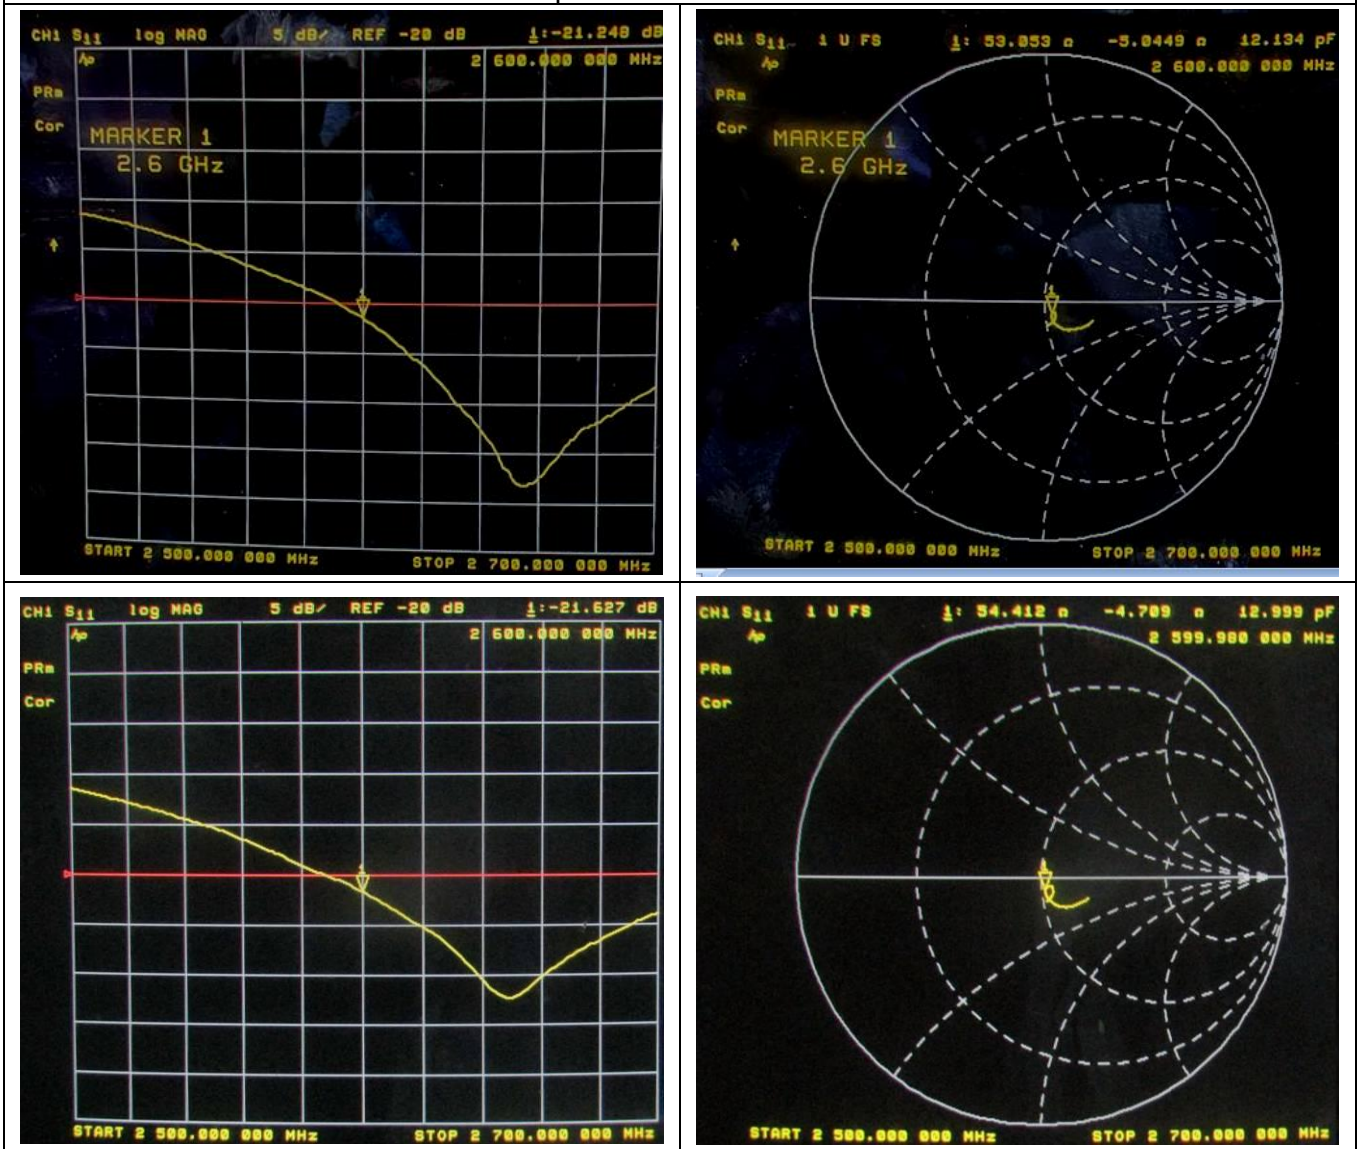 CH1 S11 log MAG 5 dB/ REF -20 dB 1:-21.248 dB
2 600.000 000 MHz
PRm
Cor
MARKER 1
2.6 GHz
1
START 2 500.000 000 MHz STOP 2 700.000 000 MHz
CH1 S11 1 U FS 1: 53.053 Ω -5.0449 Ω 12.134 pF
2 600.000 000 MHz
PRm
Cor
MARKER 1
2.6 GHz
1
START 2 500.000 000 MHz STOP 2 700.000 000 MHz
CH1 S11 log MAG 5 dB/ REF -20 dB 1:-21.627 dB
2 600.000 000 MHz
PRm
Cor
1
START 2 500.000 000 MHz STOP 2 700.000 000 MHz
CH1 S11 1 U FS 1: 54.412 Ω -4.709 Ω 12.999 pF
2 599.980 000 MHz
PRm
Cor
1
START 2 500.000 000 MHz STOP 2 700.000 000 MHz